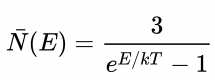 N̄(E) = 3 / (e^{E/kT} − 1)